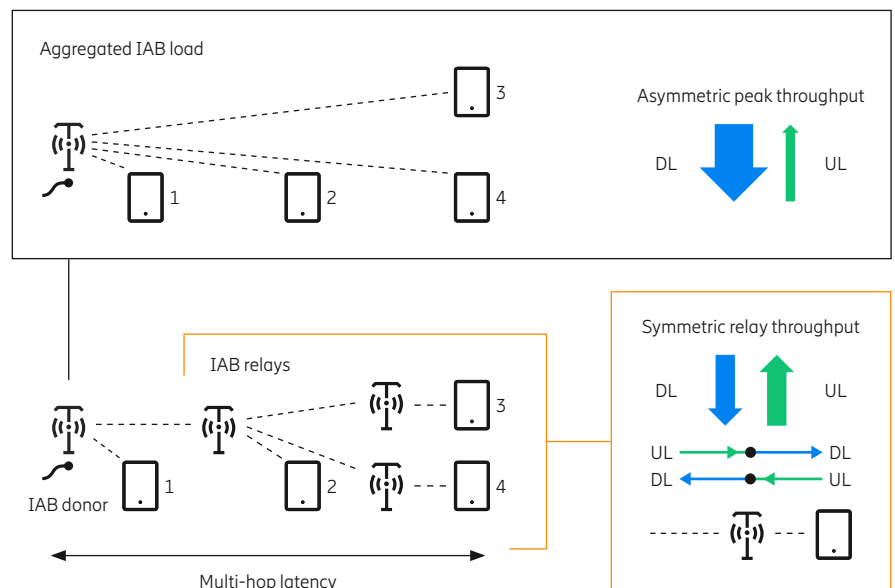 Aggregated IAB load
3
Asymmetric peak throughput
DL
UL
1
2
4
Symmetric relay throughput
IAB relays
DL
UL
3
UL
DL
DL
UL
1
2
4
IAB donor
Multi-hop latency